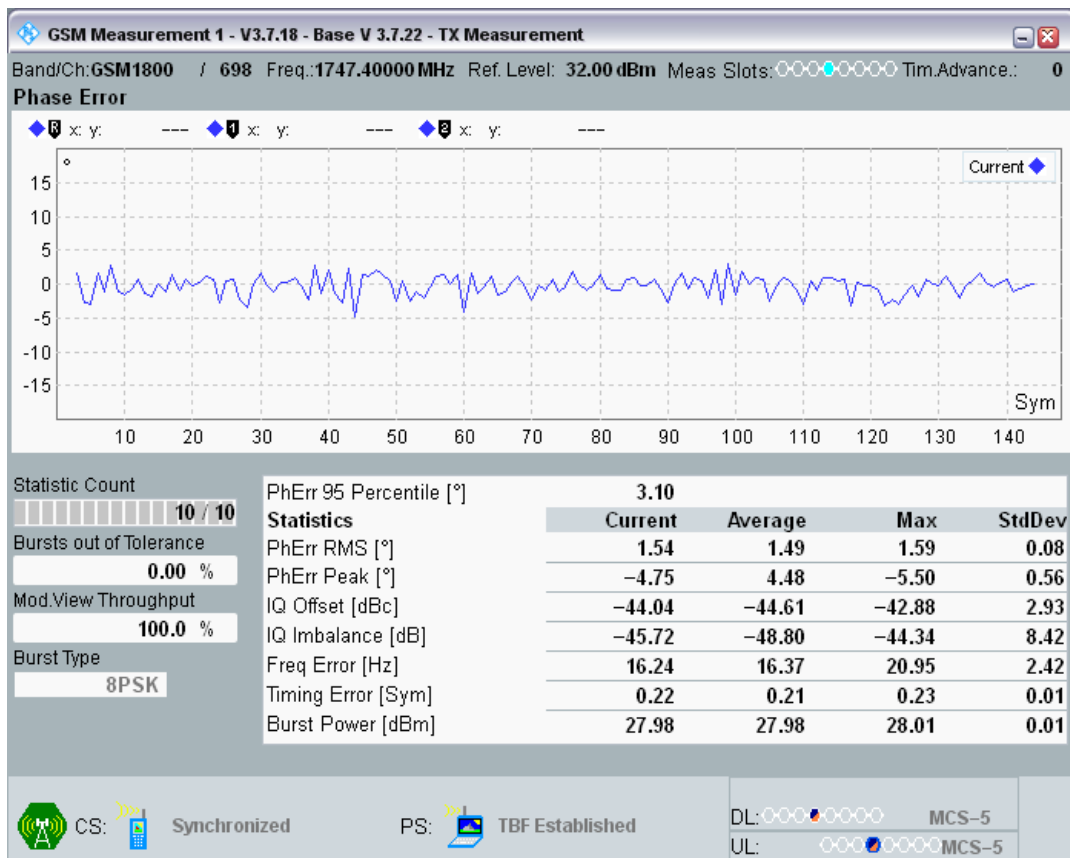 GSM Measurement 1 - V3.7.18 - Base V 3.7.22 - TX Measurement
Band/Ch:GSM1800 / 698 Freq.:1747.40000 MHz Ref. Level: 32.00 dBm Meas Slots: Tim.Advance.: 0
Phase Error
R x: y: --- 1 x: y: --- 2 x: y: ---
°
Current
15
10
5
0
-5
-10
-15
Sym
10 20 30 40 50 60 70 80 90 100 110 120 130 140
Statistic Count
10 / 10
Bursts out of Tolerance
0.00 %
Mod.View Throughput
100.0 %
Burst Type
8PSK
PhErr 95 Percentile [°] 3.10
Statistics Current Average Max StdDev
PhErr RMS [°] 1.54 1.49 1.59 0.08
PhErr Peak [°] −4.75 4.48 −5.50 0.56
IQ Offset [dBc] −44.04 −44.61 −42.88 2.93
IQ Imbalance [dB] −45.72 −48.80 −44.34 8.42
Freq Error [Hz] 16.24 16.37 20.95 2.42
Timing Error [Sym] 0.22 0.21 0.23 0.01
Burst Power [dBm] 27.98 27.98 28.01 0.01
CS: Synchronized PS: TBF Established
DL: MCS−5
UL: MCS−5